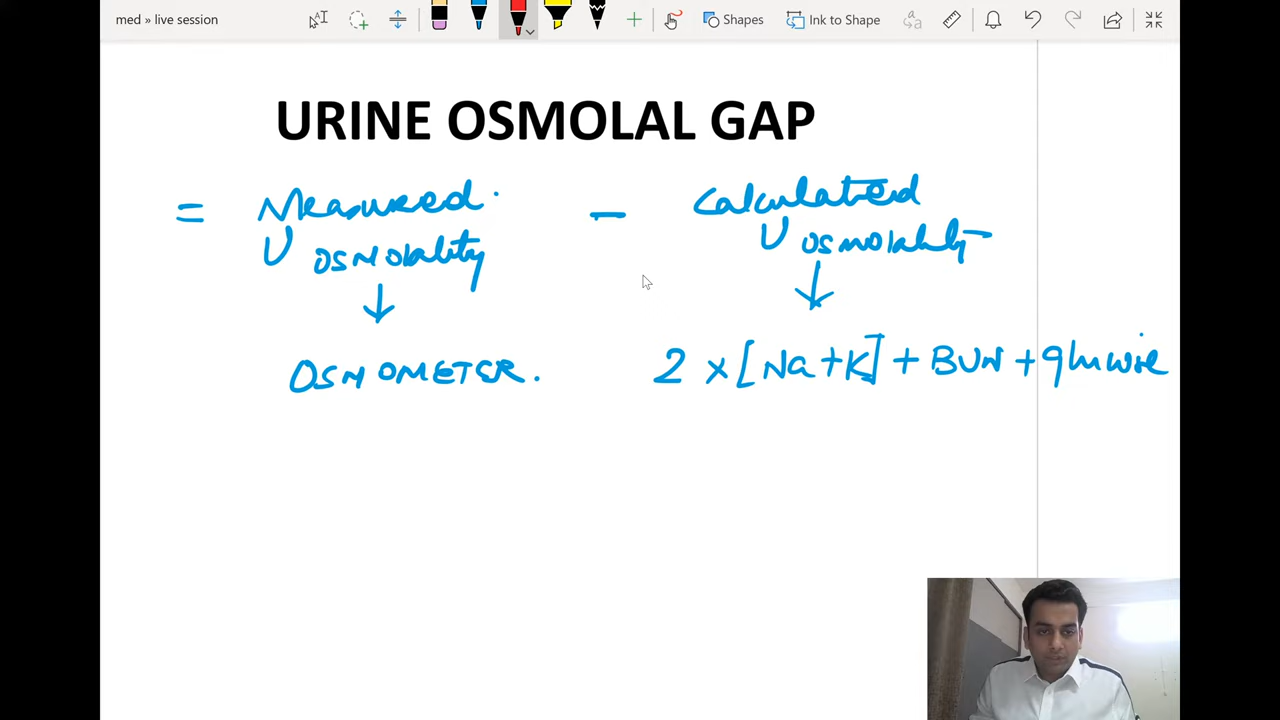 med » live session
Shapes
Ink to Shape
URINE OSMOLAL GAP
= Measured. - Calculated
U osmolality U osmolality
↓ ↓
OSMOMETER. 2 × [Na+K] + BUN + glucose